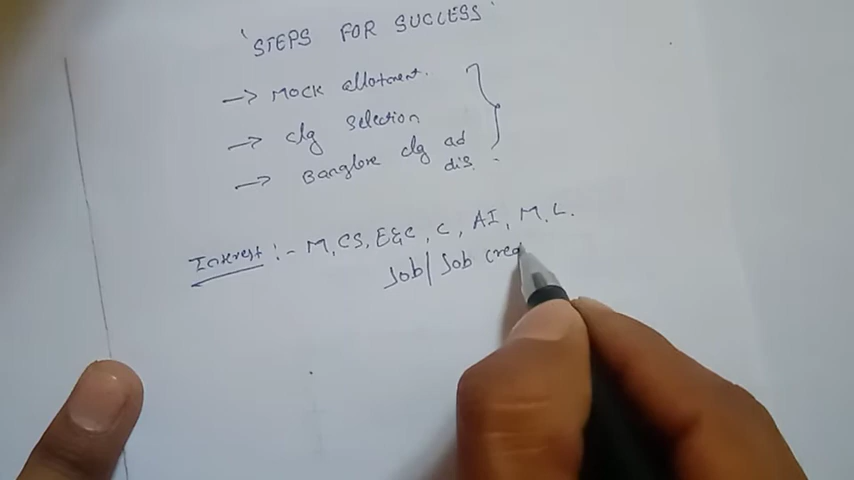 'STEPS FOR SUCCESS'
→ MOCK allotment.
→ clg selection
→ Banglore clg ad
dis.
Interest :- M, CS, E&C, C, AI, M.L.
Job/Job crea